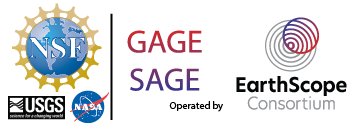 NSF
USGS
science for a changing world
NASA
GAGE
SAGE
Operated by
EarthScope
Consortium